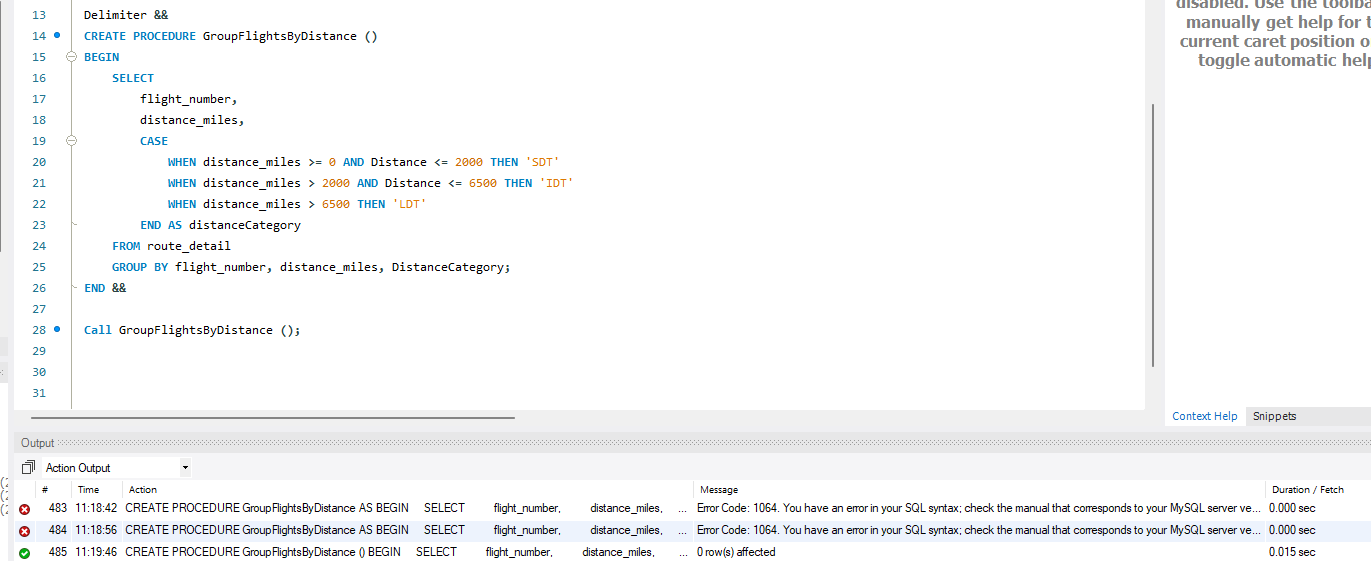 13 Delimiter &&
14 CREATE PROCEDURE GroupFlightsByDistance ()
15 BEGIN
16 SELECT
17 flight_number,
18 distance_miles,
19 CASE
20 WHEN distance_miles >= 0 AND Distance <= 2000 THEN 'SDT'
21 WHEN distance_miles > 2000 AND Distance <= 6500 THEN 'IDT'
22 WHEN distance_miles > 6500 THEN 'LDT'
23 END AS distanceCategory
24 FROM route_detail
25 GROUP BY flight_number, distance_miles, DistanceCategory;
26 END &&
27
28 Call GroupFlightsByDistance ();
29
30
31
disabled. Use the toolba
manually get help for t
current caret position o
toggle automatic help
Context Help Snippets
Output
Action Output
# Time Action Message Duration / Fetch
483 11:18:42 CREATE PROCEDURE GroupFlightsByDistance AS BEGIN SELECT flight_number, distance_miles, ... Error Code: 1064. You have an error in your SQL syntax; check the manual that corresponds to your MySQL server ve... 0.000 sec
484 11:18:56 CREATE PROCEDURE GroupFlightsByDistance AS BEGIN SELECT flight_number, distance_miles, ... Error Code: 1064. You have an error in your SQL syntax; check the manual that corresponds to your MySQL server ve... 0.000 sec
485 11:19:46 CREATE PROCEDURE GroupFlightsByDistance () BEGIN SELECT flight_number, distance_miles, ... 0 row(s) affected 0.015 sec